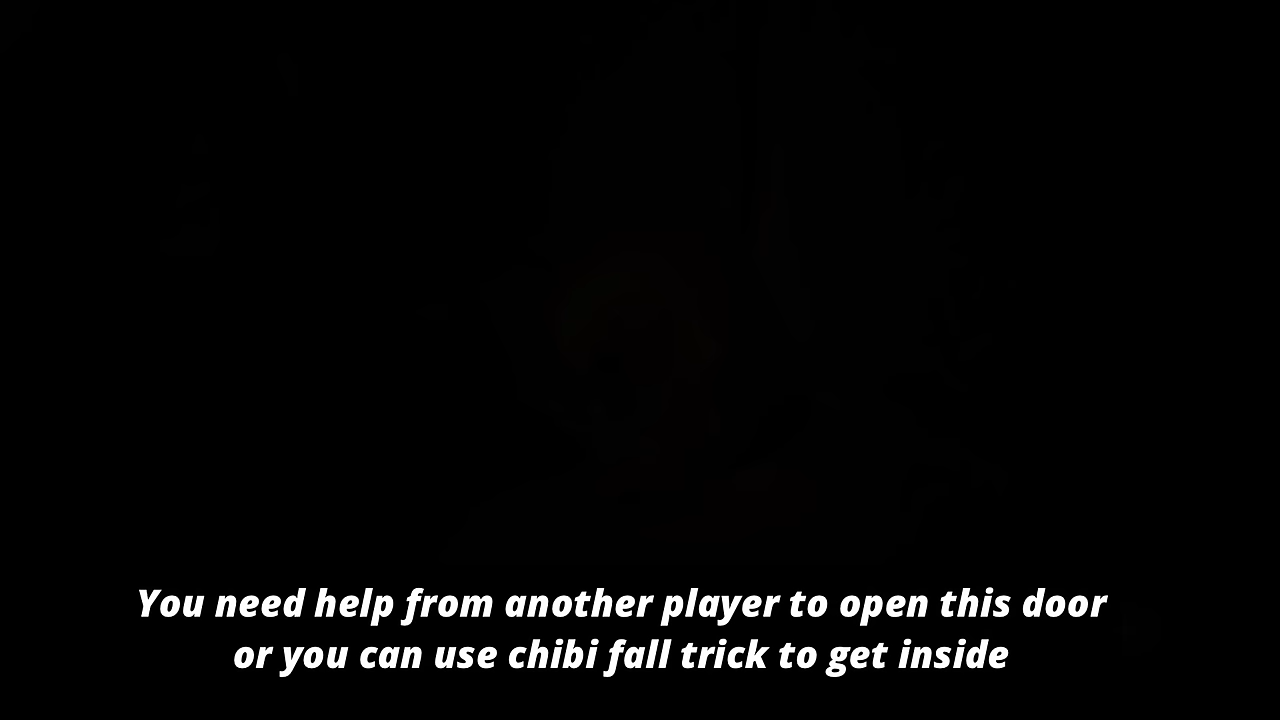 You need help from another player to open this door
or you can use chibi fall trick to get inside